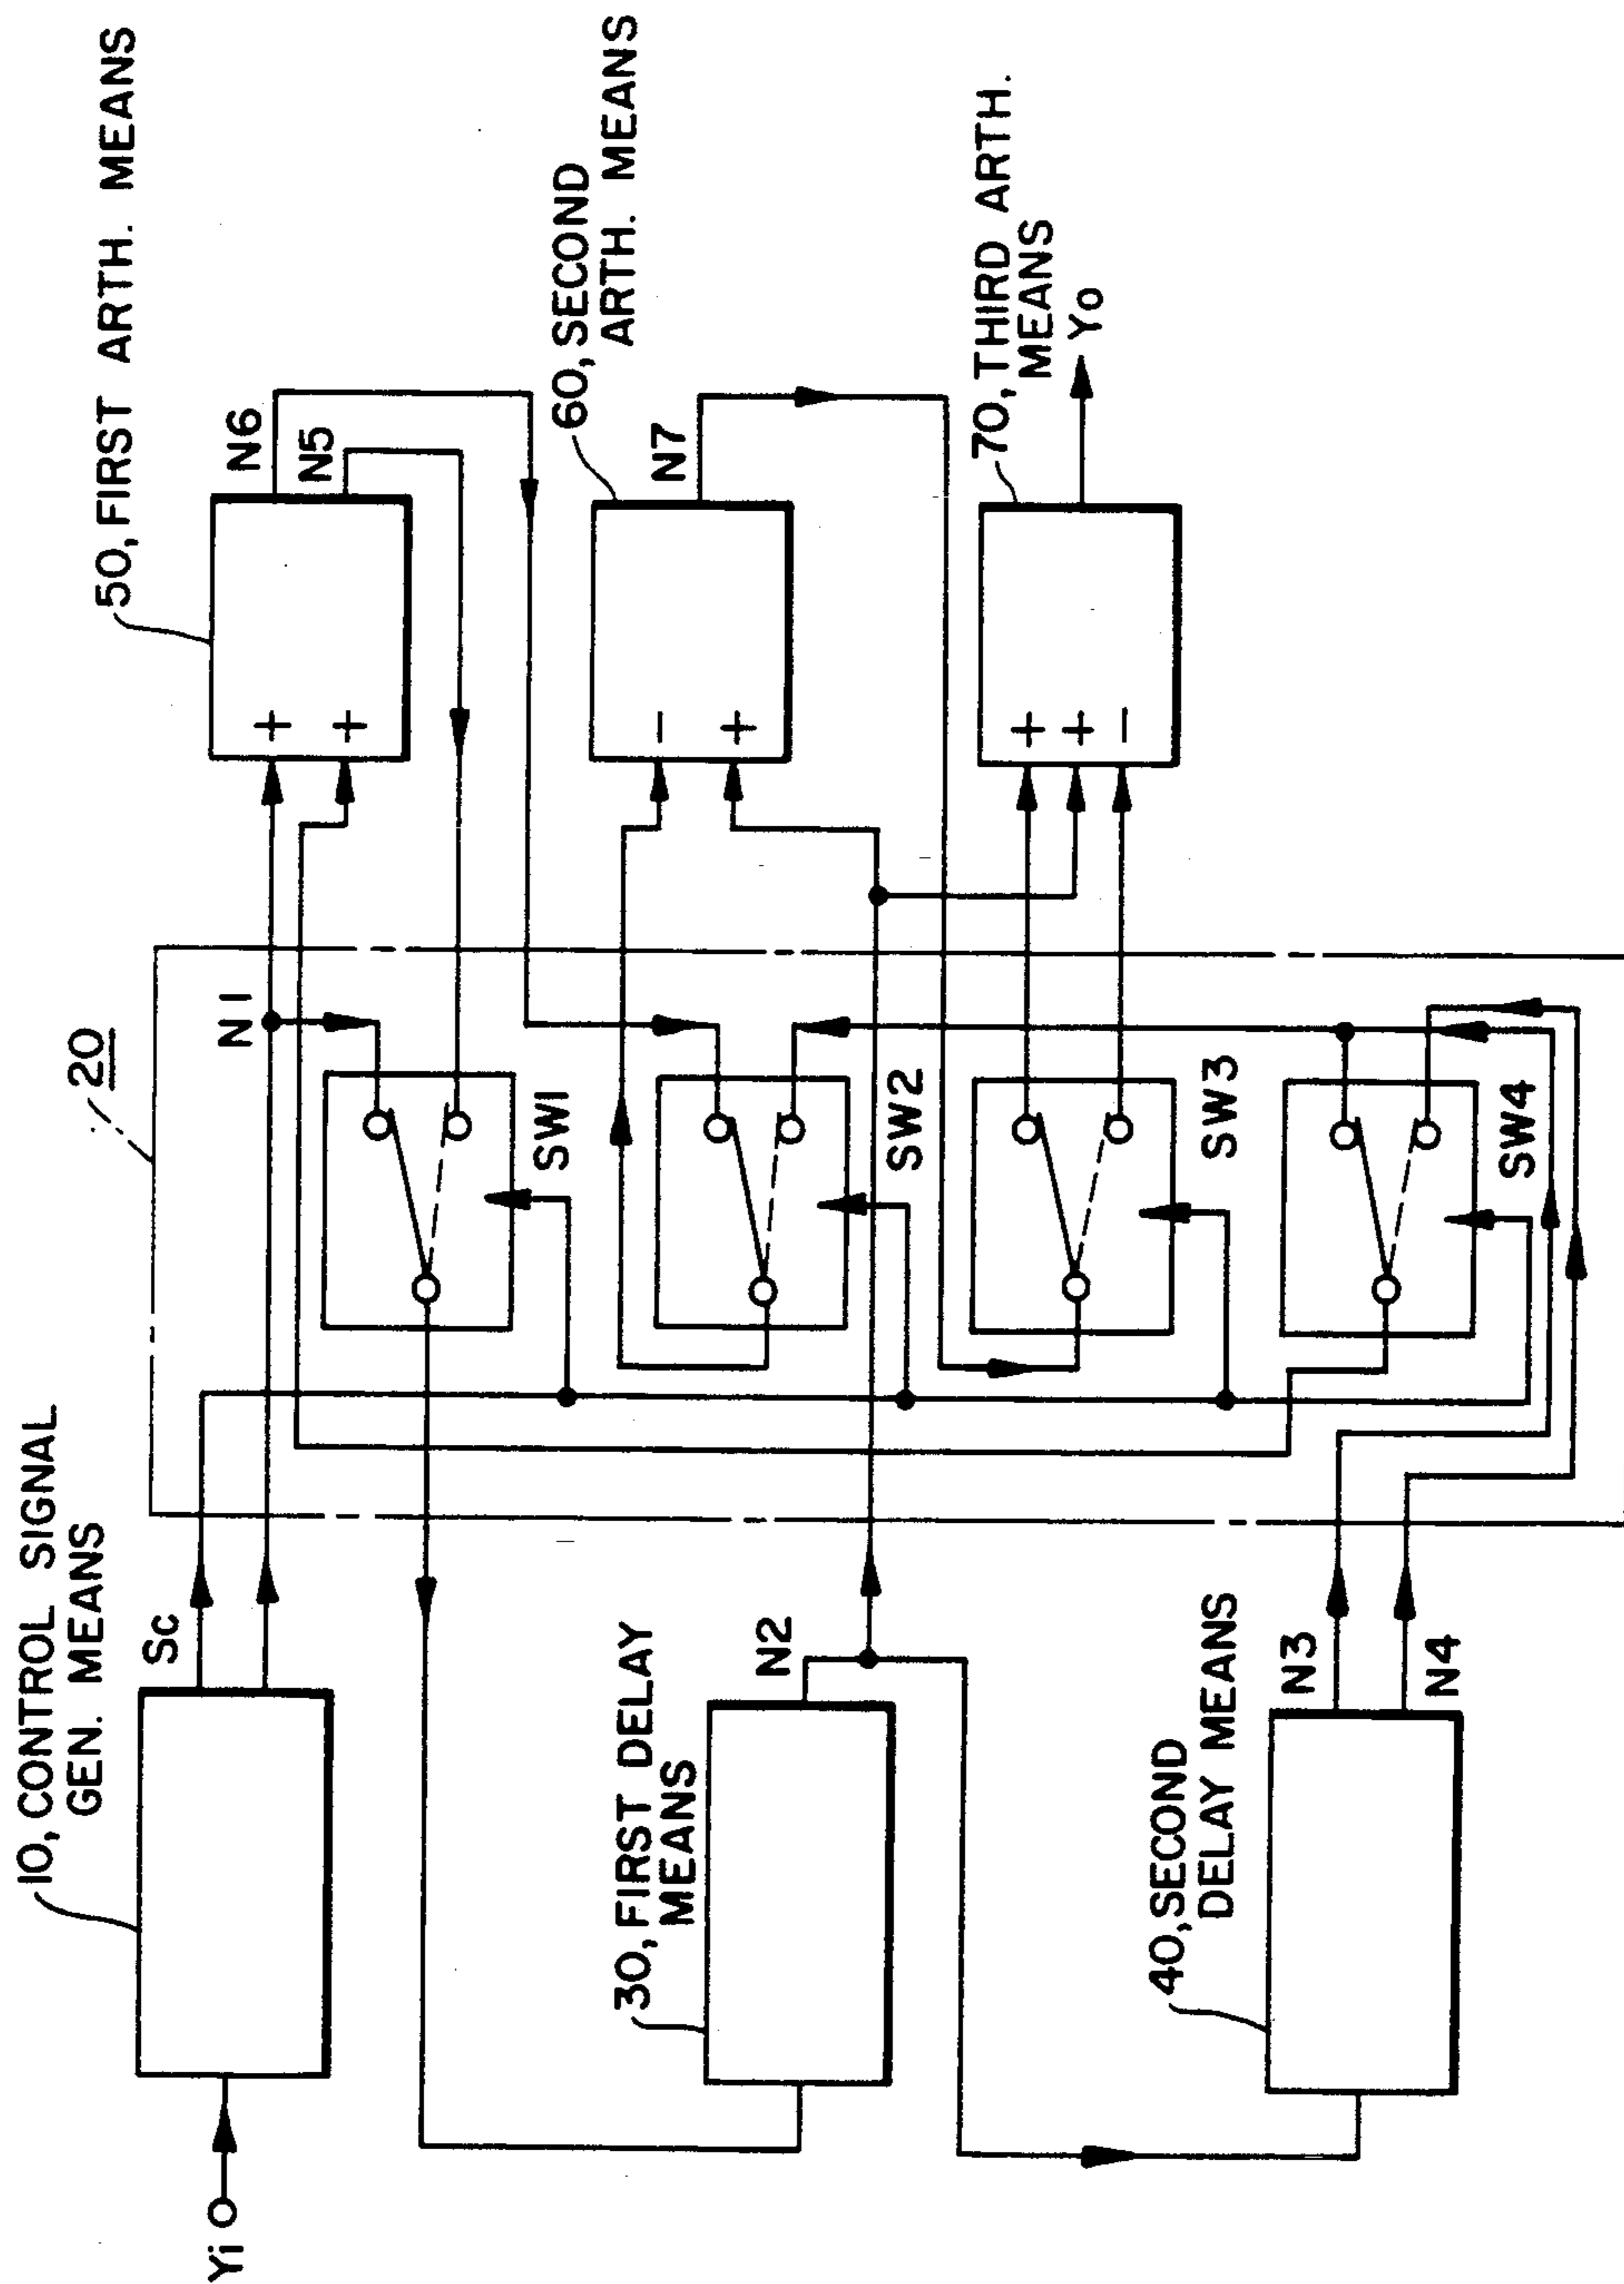 Yi
10, CONTROL SIGNAL
GEN. MEANS
Sc
20
N1
50, FIRST ARTH. MEANS
+
+
N6
N5
SW1
30, FIRST DELAY
MEANS
N2
SW2
60, SECOND
ARTH. MEANS
−
+
N7
SW3
70, THIRD ARTH.
MEANS
+
+
−
Yo
40, SECOND
DELAY MEANS
N3
N4
SW4